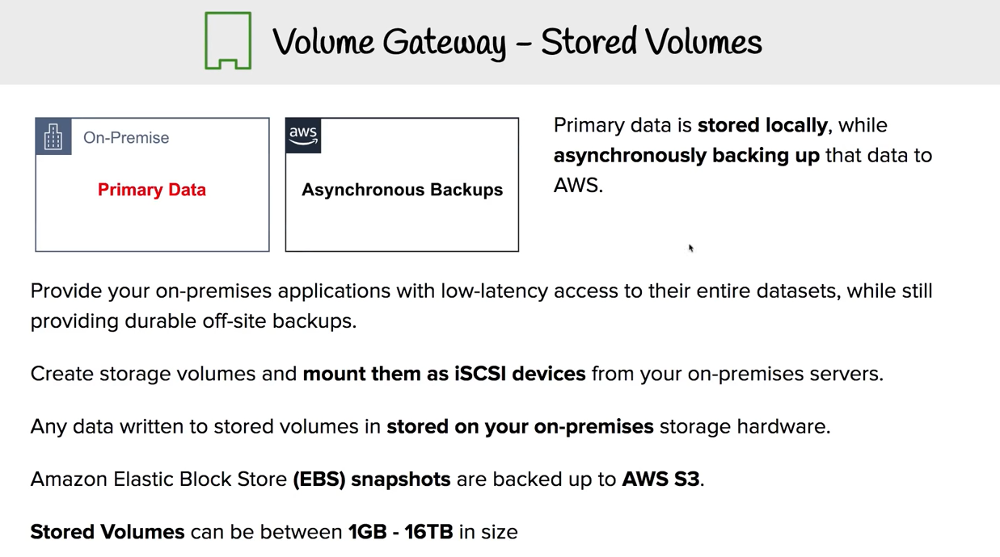 Volume Gateway – Stored Volumes
On-Premise
Primary Data
aws
Asynchronous Backups
Primary data is stored locally, while
asynchronously backing up that data to
AWS.
Provide your on-premises applications with low-latency access to their entire datasets, while still
providing durable off-site backups.
Create storage volumes and mount them as iSCSI devices from your on-premises servers.
Any data written to stored volumes in stored on your on-premises storage hardware.
Amazon Elastic Block Store (EBS) snapshots are backed up to AWS S3.
Stored Volumes can be between 1GB - 16TB in size